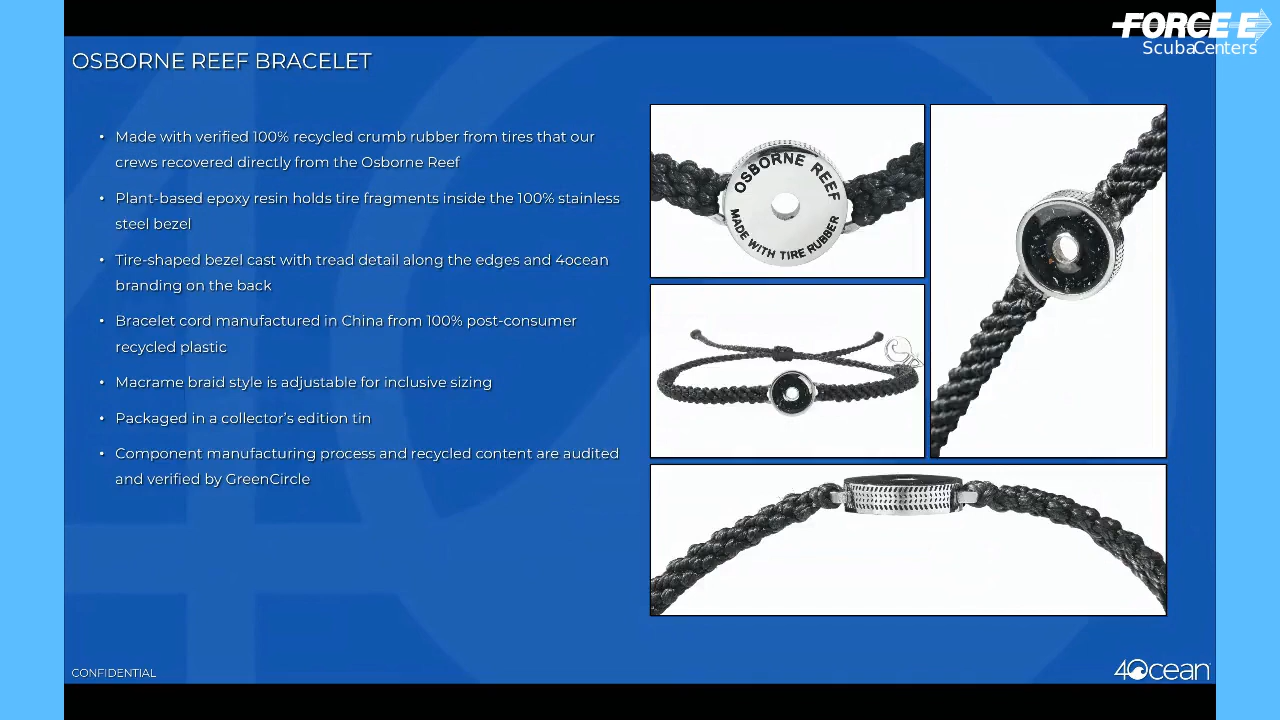 FORCE-E
ScubaCenters
OSBORNE REEF BRACELET
• Made with verified 100% recycled crumb rubber from tires that our
crews recovered directly from the Osborne Reef
• Plant-based epoxy resin holds tire fragments inside the 100% stainless
steel bezel
• Tire-shaped bezel cast with tread detail along the edges and 4ocean
branding on the back
• Bracelet cord manufactured in China from 100% post-consumer
recycled plastic
• Macrame braid style is adjustable for inclusive sizing
• Packaged in a collector's edition tin
• Component manufacturing process and recycled content are audited
and verified by GreenCircle
OSBORNE REEF
MADE WITH TIRE RUBBER
CONFIDENTIAL
4Ocean